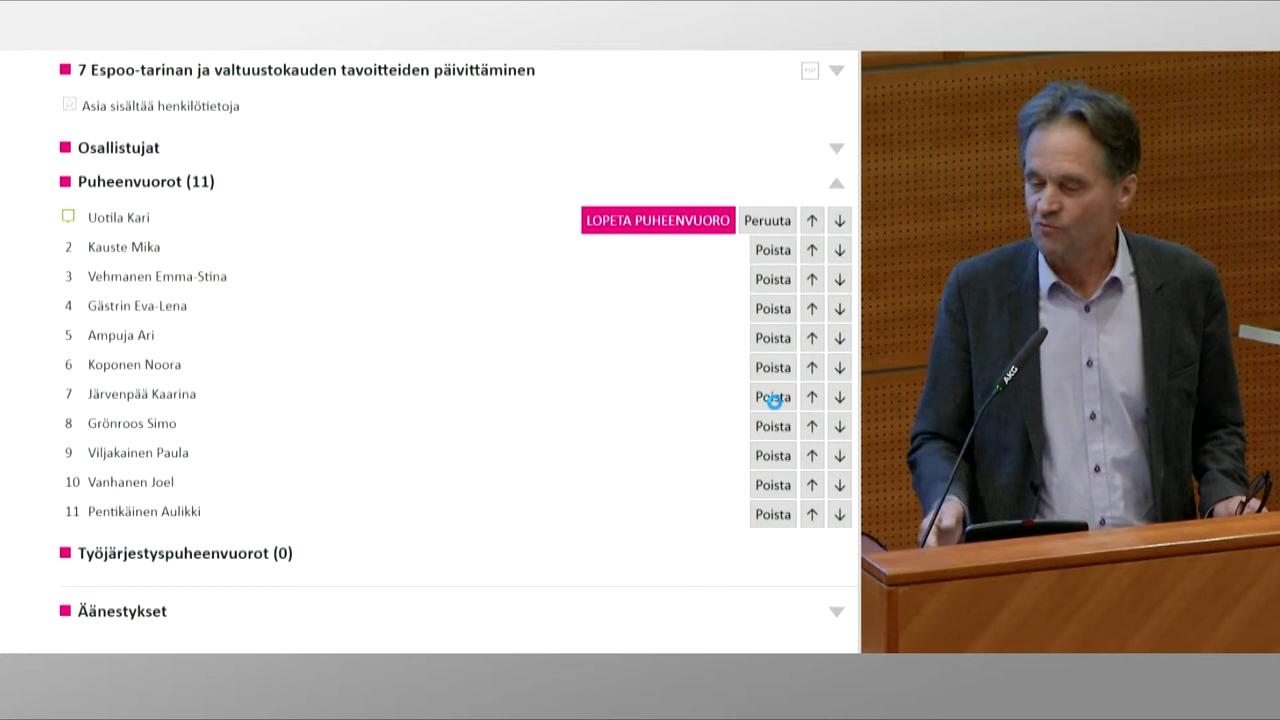 7 Espoo-tarinan ja valtuustokauden tavoitteiden päivittäminen
PDF
Asia sisältää henkilötietoja
Osallistujat
Puheenvuorot (11)
Uotila Kari LOPETA PUHEENVUORO Peruuta ↑ ↓
2 Kauste Mika Poista ↑ ↓
3 Vehmanen Emma-Stina Poista ↑ ↓
4 Gästrin Eva-Lena Poista ↑ ↓
5 Ampuja Ari Poista ↑ ↓
6 Koponen Noora Poista ↑ ↓
7 Järvenpää Kaarina Poista ↑ ↓
8 Grönroos Simo Poista ↑ ↓
9 Viljakainen Paula Poista ↑ ↓
10 Vanhanen Joel Poista ↑ ↓
11 Pentikäinen Aulikki Poista ↑ ↓
Työjärjestyspuheenvuorot (0)
Äänestykset
AKG